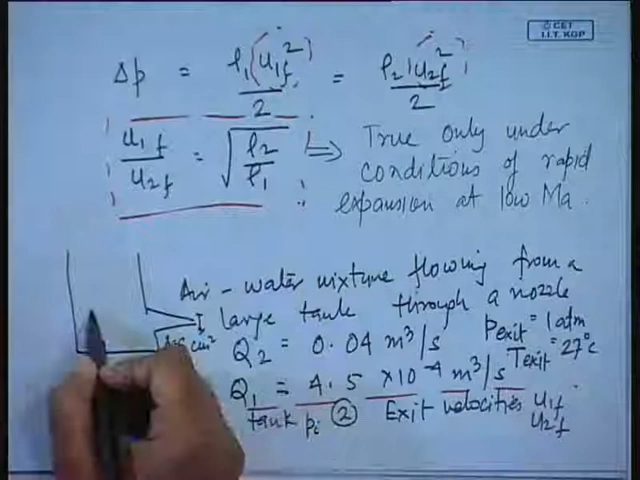 © CET
I.I.T. KGP
Δp = ρ₁(u₁f²)/2 = ρ₂(u₂f²)/2
u₁f/u₂f = √(ρ₂/ρ₁) ⇒ True only under
conditions of rapid
expansion at low Ma.
Air - water mixture flowing from a
large tank through a nozzle
cm²
Q₂ = 0.04 m³/s Pexit = 1 atm
Texit = 27°C
Q₁ = 4.5 × 10⁻⁴ m³/s
tank pi ② Exit velocities u₁f
u₂f